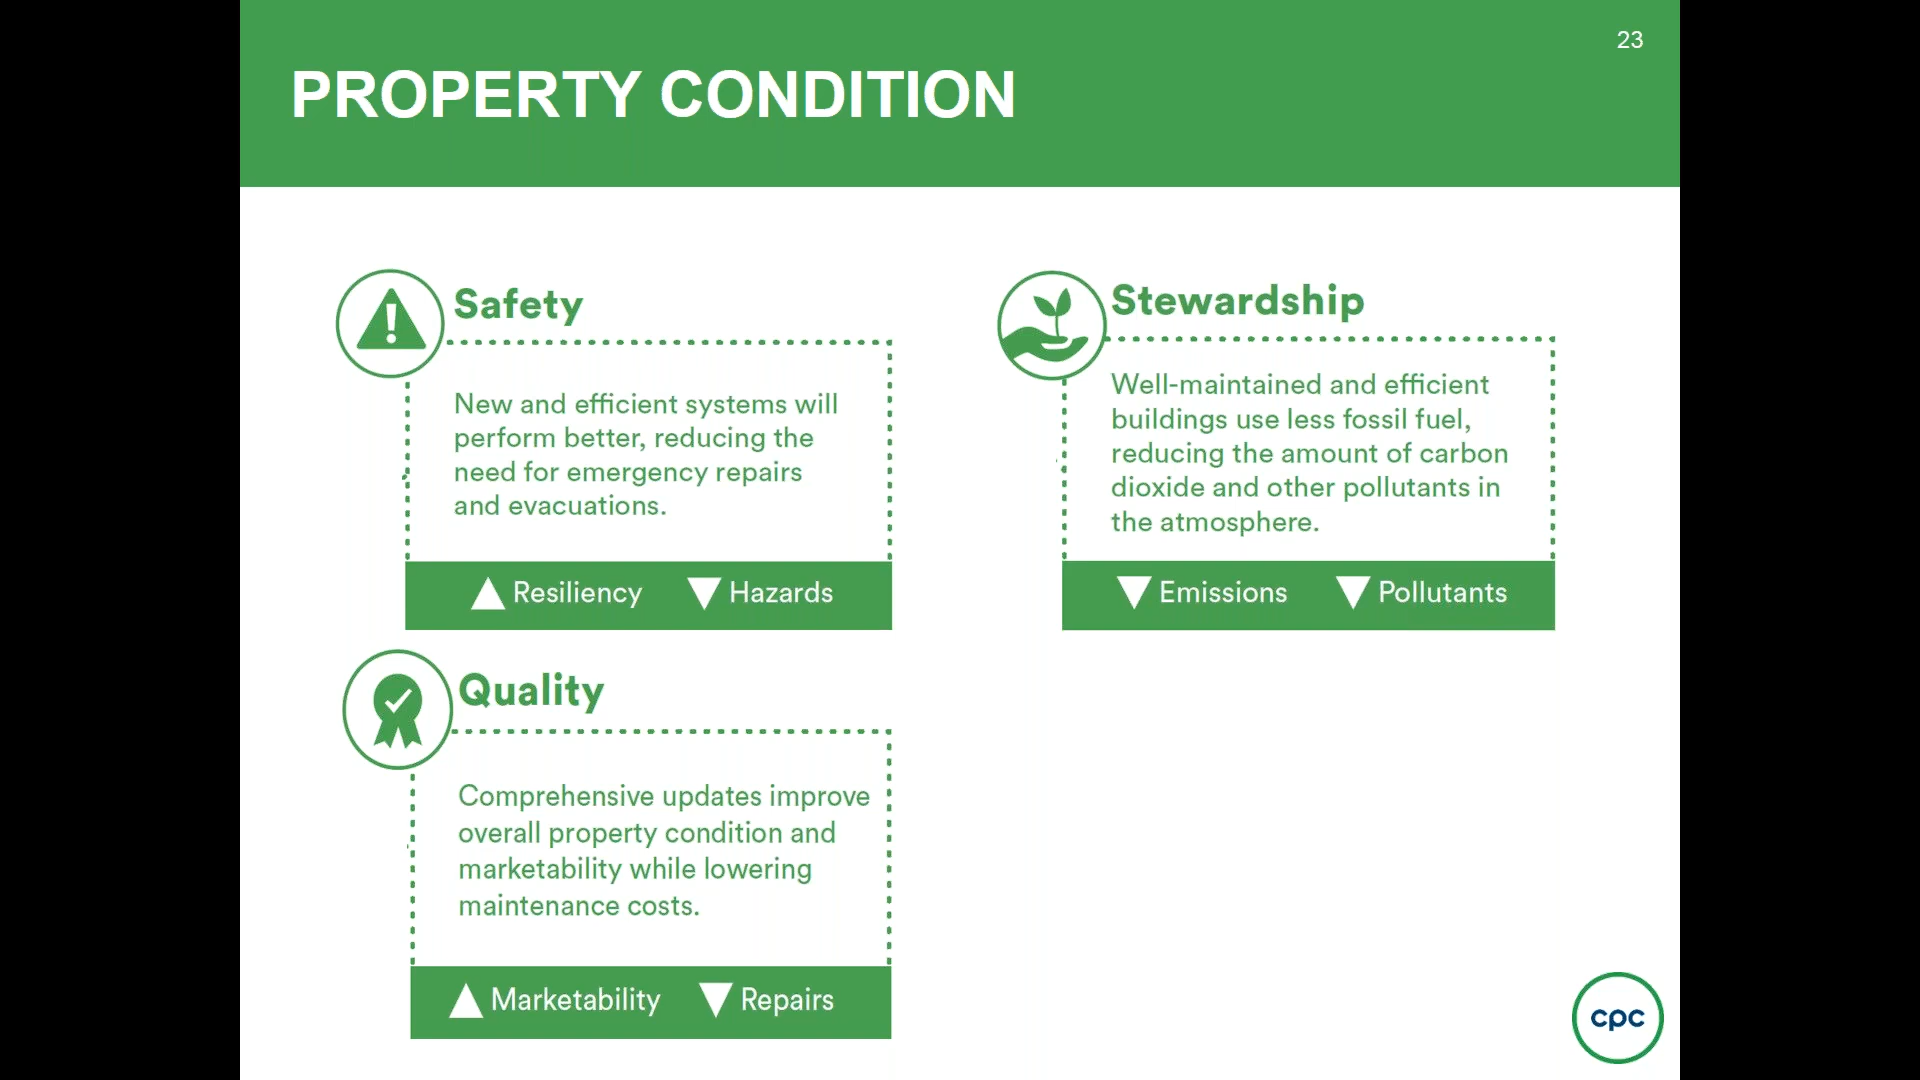 23
PROPERTY CONDITION
Safety
New and efficient systems will
perform better, reducing the
need for emergency repairs
and evacuations.
▲ Resiliency ▼ Hazards
Stewardship
Well-maintained and efficient
buildings use less fossil fuel,
reducing the amount of carbon
dioxide and other pollutants in
the atmosphere.
▼ Emissions ▼ Pollutants
Quality
Comprehensive updates improve
overall property condition and
marketability while lowering
maintenance costs.
▲ Marketability ▼ Repairs
cpc